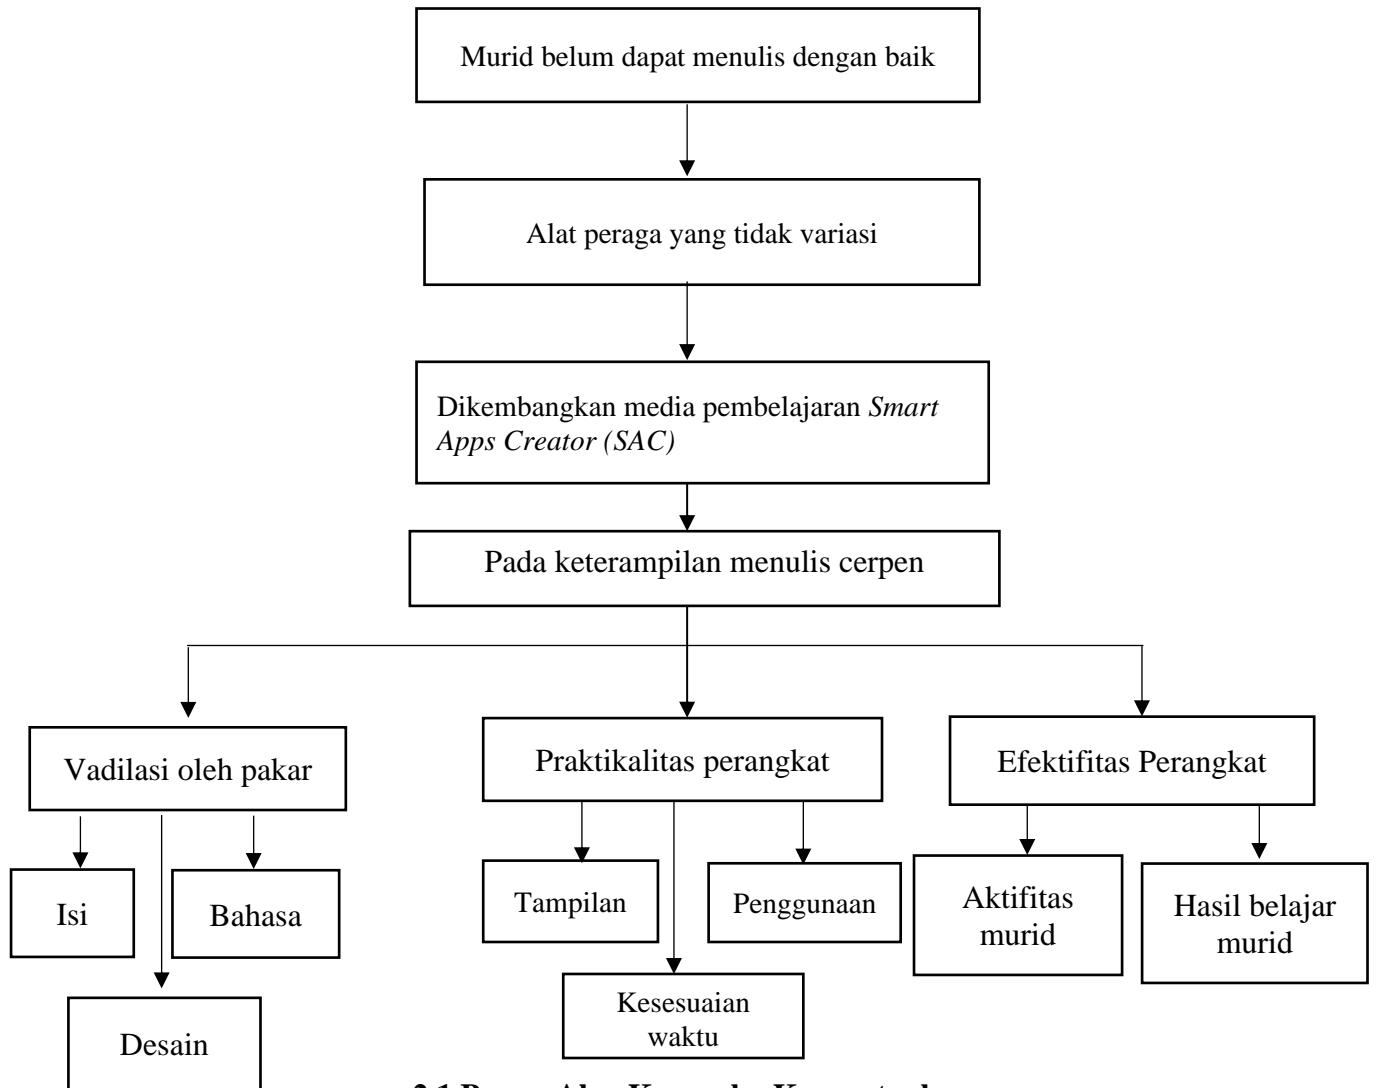 Murid belum dapat menulis dengan baik
Alat peraga yang tidak variasi
Dikembangkan media pembelajaran Smart
Apps Creator (SAC)
Pada keterampilan menulis cerpen
Vadilasi oleh pakar
Praktikalitas perangkat
Efektifitas Perangkat
Isi
Bahasa
Desain
Tampilan
Penggunaan
Kesesuaian
waktu
Aktifitas
murid
Hasil belajar
murid
2.1 Bagan Alur Kerangka Konseptual